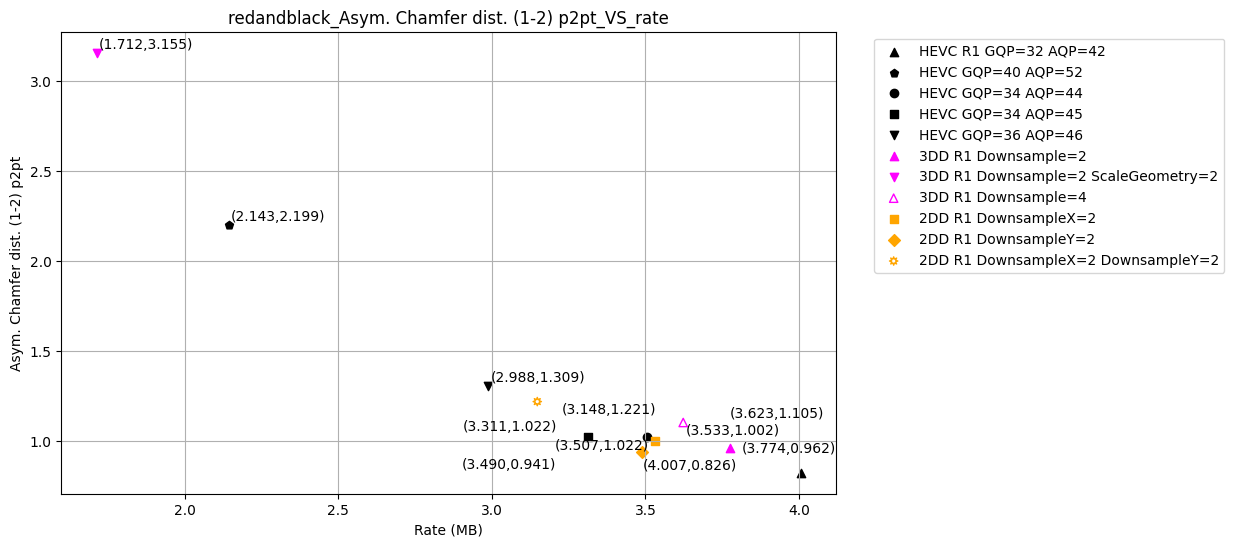 redandblack_Asym. Chamfer dist. (1-2) p2pt_VS_rate
Asym. Chamfer dist. (1-2) p2pt
3.0
2.5
2.0
1.5
1.0
(1.712,3.155)
(2.143,2.199)
(2.988,1.309)
(3.148,1.221)
(3.623,1.105)
(3.311,1.022)
(3.533,1.002)
(3.507,1.022)
(3.774,0.962)
(3.490,0.941)
(4.007,0.826)
2.0
2.5
3.0
3.5
4.0
Rate (MB)
HEVC R1 GQP=32 AQP=42
HEVC GQP=40 AQP=52
HEVC GQP=34 AQP=44
HEVC GQP=34 AQP=45
HEVC GQP=36 AQP=46
3DD R1 Downsample=2
3DD R1 Downsample=2 ScaleGeometry=2
3DD R1 Downsample=4
2DD R1 DownsampleX=2
2DD R1 DownsampleY=2
2DD R1 DownsampleX=2 DownsampleY=2